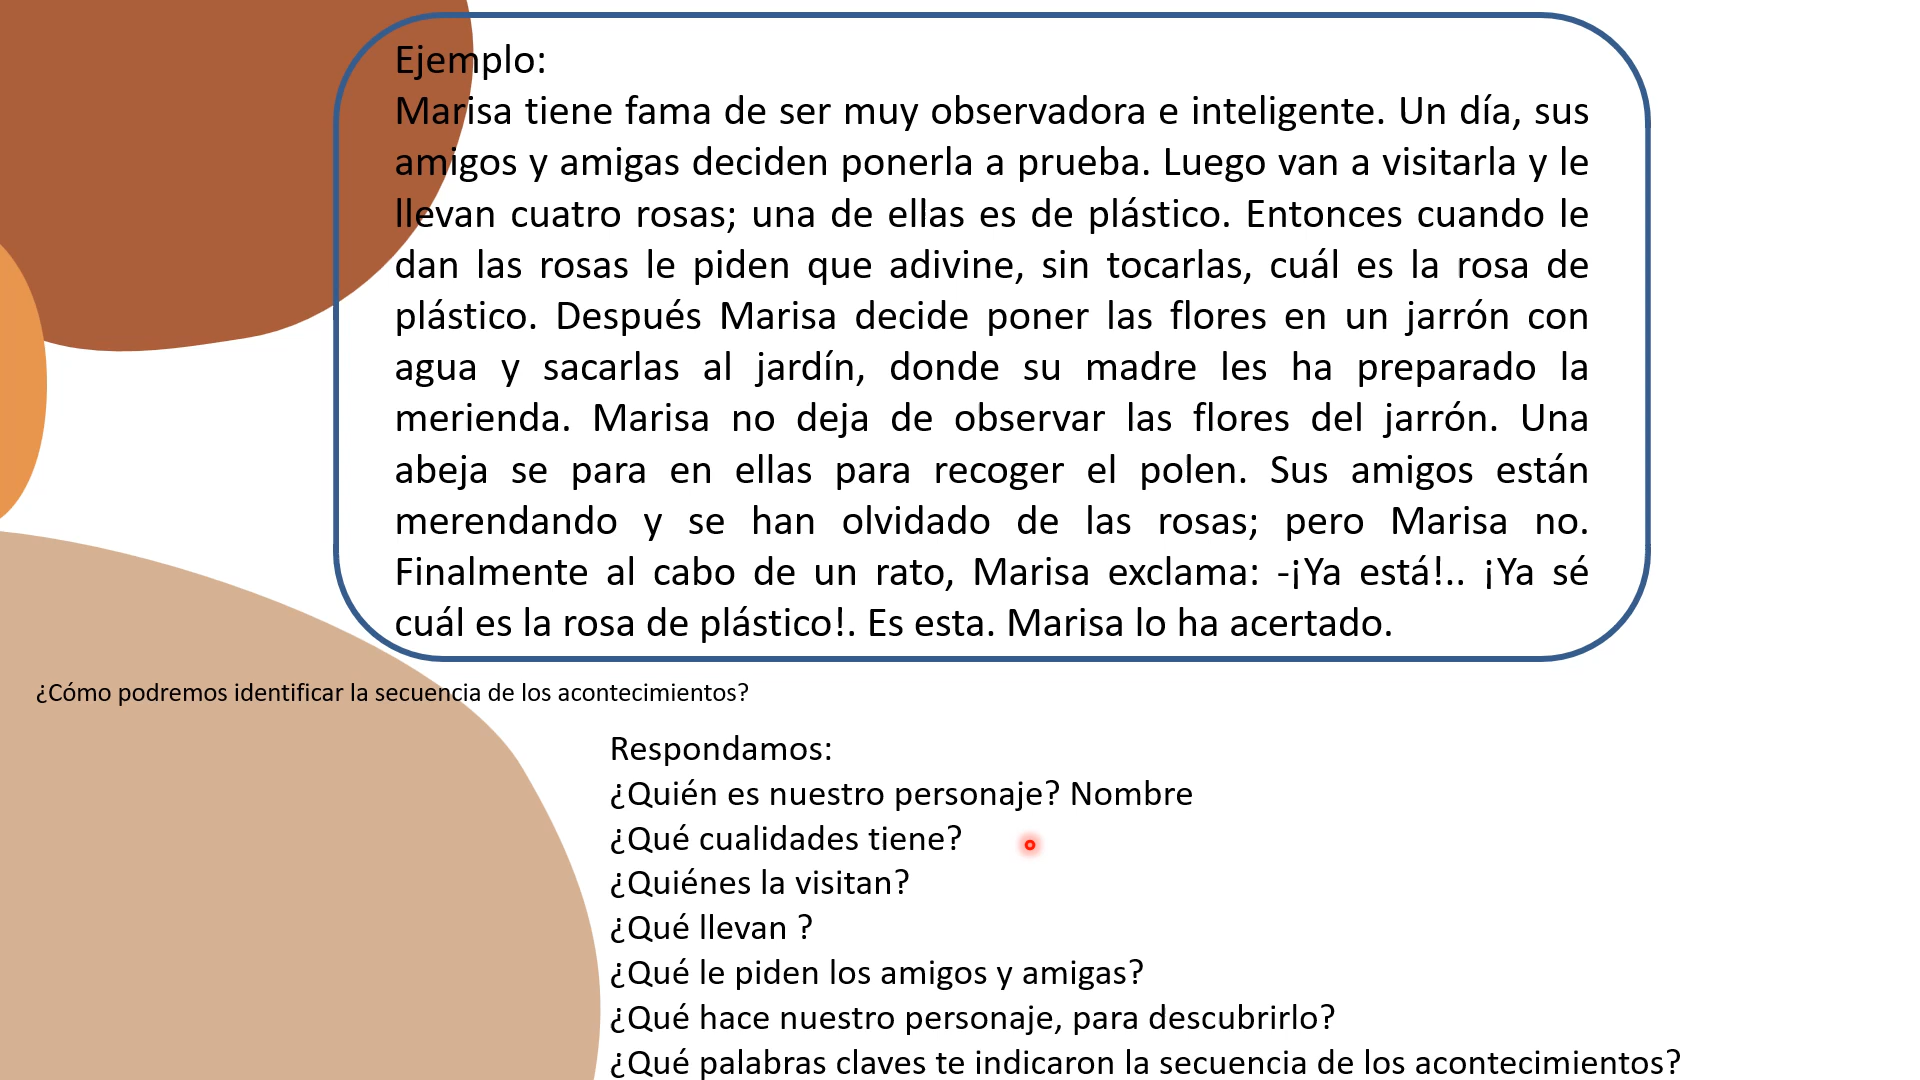 Ejemplo:
Marisa tiene fama de ser muy observadora e inteligente. Un día, sus
amigos y amigas deciden ponerla a prueba. Luego van a visitarla y le
llevan cuatro rosas; una de ellas es de plástico. Entonces cuando le
dan las rosas le piden que adivine, sin tocarlas, cuál es la rosa de
plástico. Después Marisa decide poner las flores en un jarrón con
agua y sacarlas al jardín, donde su madre les ha preparado la
merienda. Marisa no deja de observar las flores del jarrón. Una
abeja se para en ellas para recoger el polen. Sus amigos están
merendando y se han olvidado de las rosas; pero Marisa no.
Finalmente al cabo de un rato, Marisa exclama: -¡Ya está!.. ¡Ya sé
cuál es la rosa de plástico!. Es esta. Marisa lo ha acertado.
¿Cómo podremos identificar la secuencia de los acontecimientos?
Respondamos:
¿Quién es nuestro personaje? Nombre
¿Qué cualidades tiene?
¿Quiénes la visitan?
¿Qué llevan ?
¿Qué le piden los amigos y amigas?
¿Qué hace nuestro personaje, para descubrirlo?
¿Qué palabras claves te indicaron la secuencia de los acontecimientos?